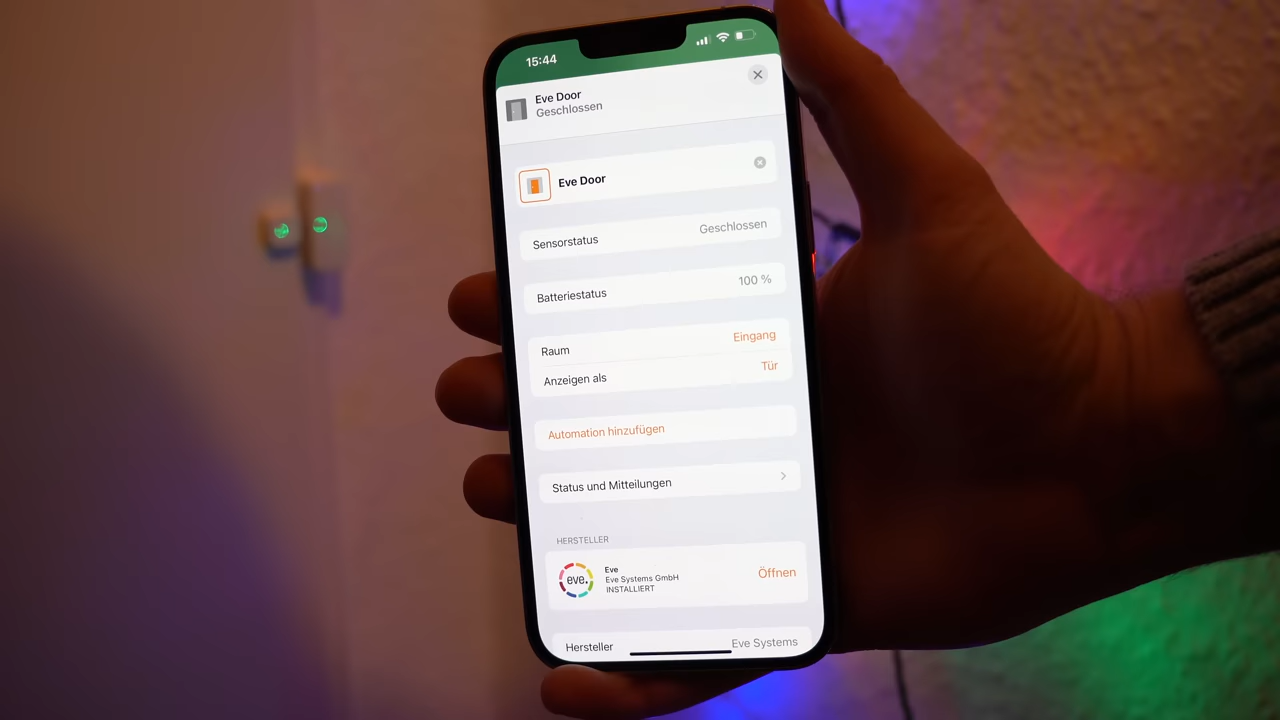 15:44
Eve Door
Geschlossen
Eve Door
Sensorstatus Geschlossen
Batteriestatus 100 %
Raum Eingang
Anzeigen als Tür
Automation hinzufügen
Status und Mitteilungen
HERSTELLER
eve.
Eve
Eve Systems GmbH
INSTALLIERT
Öffnen
Hersteller Eve Systems